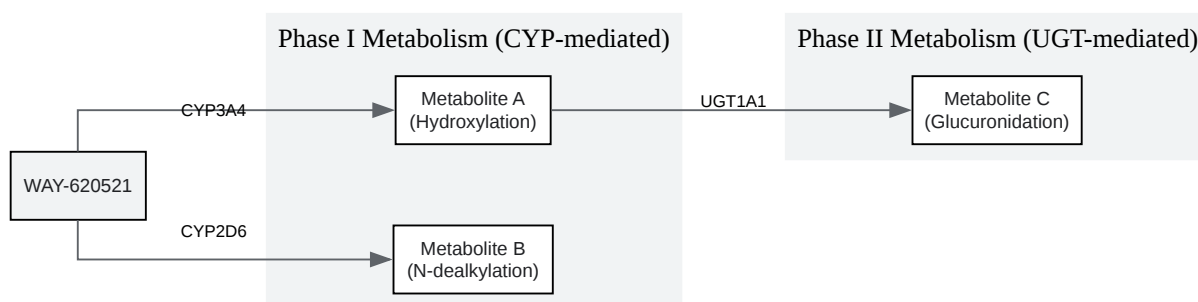 Phase I Metabolism (CYP-mediated)
Phase II Metabolism (UGT-mediated)
CYP3A4
Metabolite A
(Hydroxylation)
UGT1A1
Metabolite C
(Glucuronidation)
WAY-620521
CYP2D6
Metabolite B
(N-dealkylation)